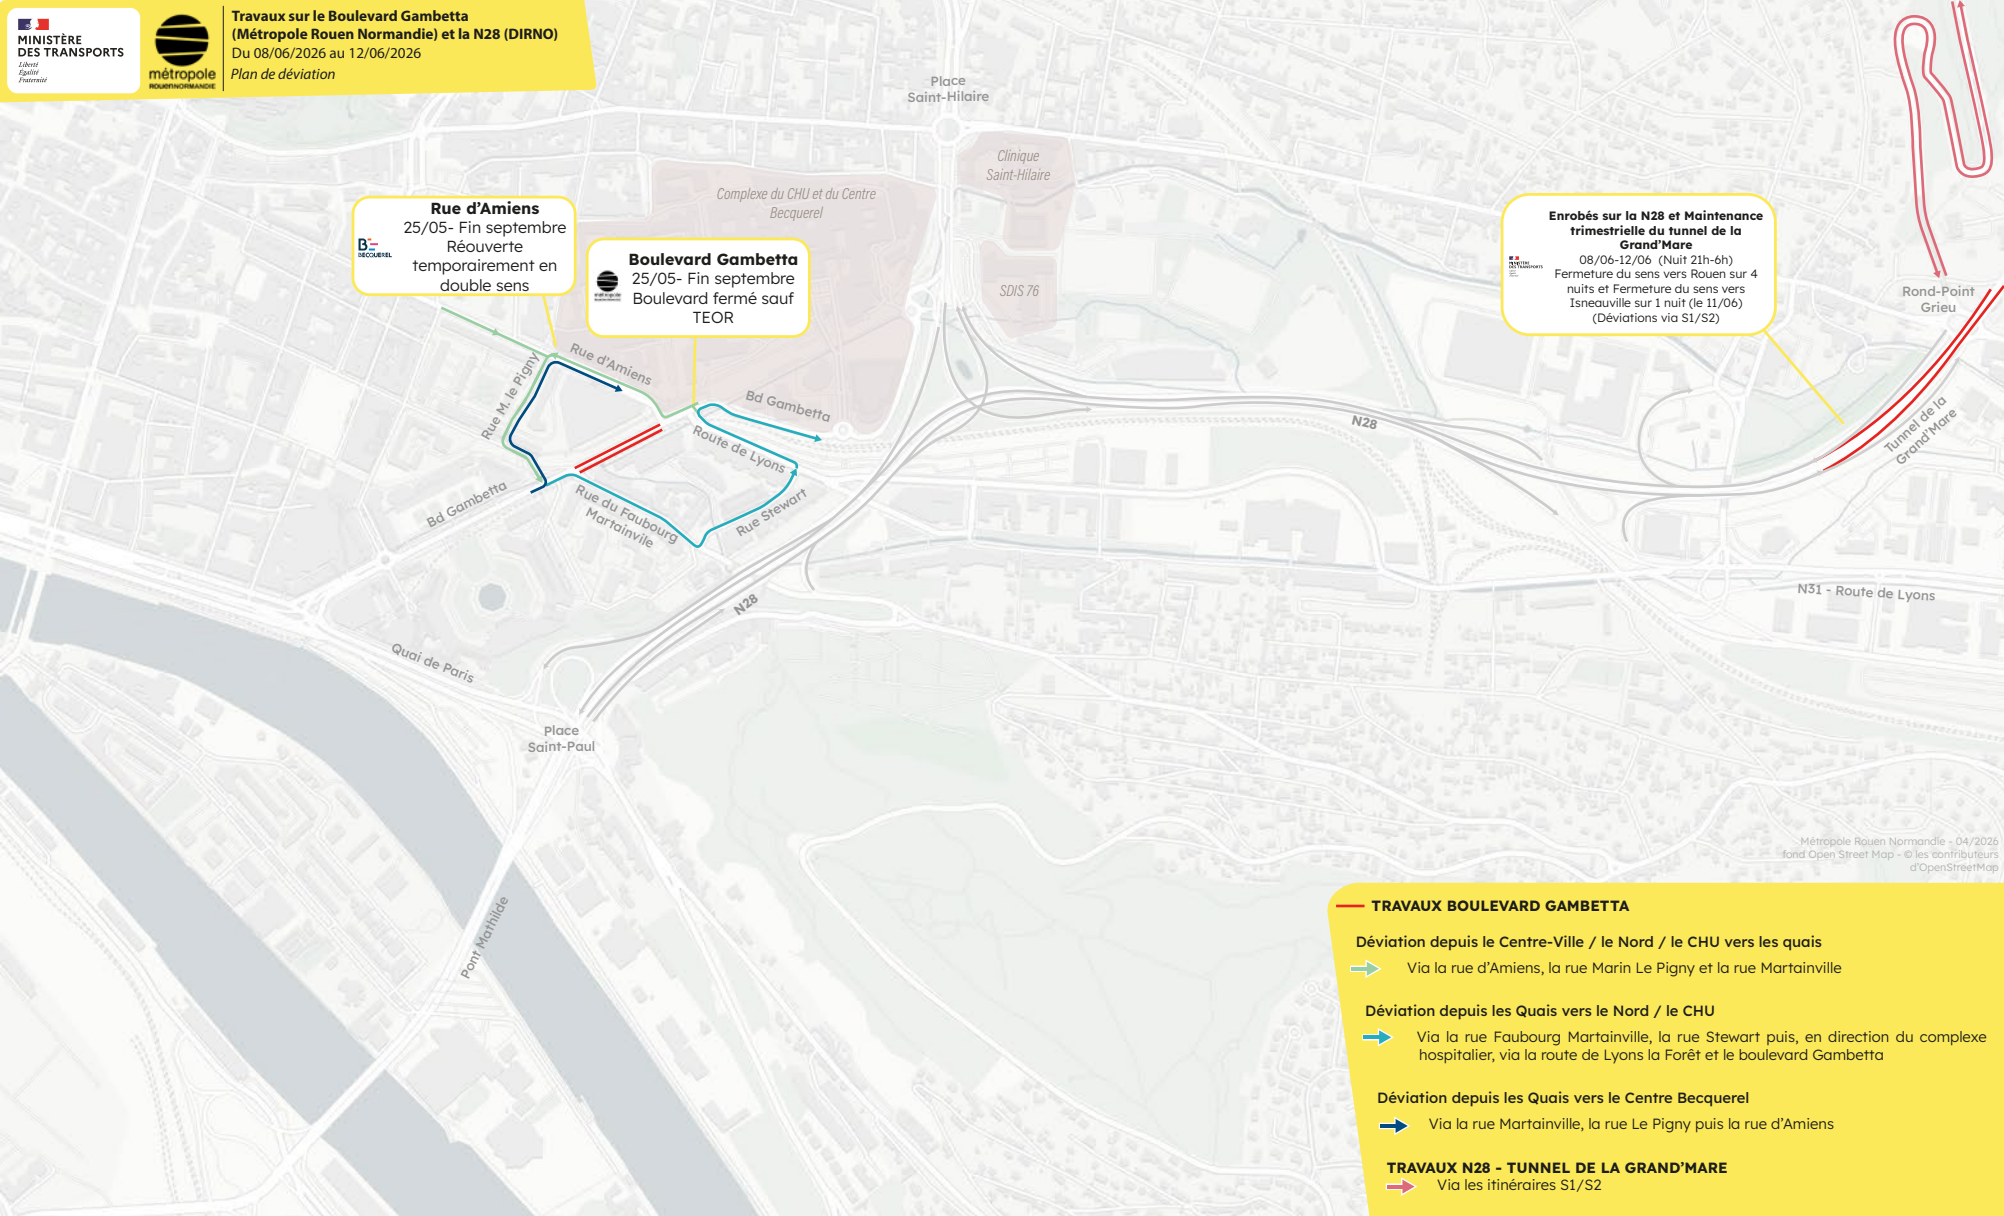 MINISTÈRE
DES TRANSPORTS
Liberté
Égalité
Fraternité
métropole
ROUENNORMANDIE
Travaux sur le Boulevard Gambetta
(Métropole Rouen Normandie) et la N28 (DIRNO)
Du 08/06/2026 au 12/06/2026
Plan de déviation
Place
Saint-Hilaire
Clinique
Saint-Hilaire
Complexe du CHU et du Centre
Becquerel
SDIS 76
BECQUEREL
Rue d'Amiens
25/05- Fin septembre
Réouverte
temporairement en
double sens
métropole
Boulevard Gambetta
25/05- Fin septembre
Boulevard fermé sauf
TEOR
MINISTÈRE
DES TRANSPORTS
Enrobés sur la N28 et Maintenance
trimestrielle du tunnel de la
Grand'Mare
08/06-12/06 (Nuit 21h-6h)
Fermeture du sens vers Rouen sur 4
nuits et Fermeture du sens vers
Isneauville sur 1 nuit (le 11/06)
(Déviations via S1/S2)
Rond-Point
Grieu
Rue d'Amiens
Rue M. le Pigny
Bd Gambetta
Route de Lyons
N28
Tunnel de la
Grand'Mare
Bd Gambetta
Rue du Faubourg
Martainvile
Rue Stewart
N28
N31 - Route de Lyons
Quai de Paris
Place
Saint-Paul
Pont Mathilde
Métropole Rouen Normandie - 04/2026
fond Open Street Map - © les contributeurs
d'OpenStreetMap
TRAVAUX BOULEVARD GAMBETTA
Déviation depuis le Centre-Ville / le Nord / le CHU vers les quais
Via la rue d'Amiens, la rue Marin Le Pigny et la rue Martainville
Déviation depuis les Quais vers le Nord / le CHU
Via la rue Faubourg Martainville, la rue Stewart puis, en direction du complexe
hospitalier, via la route de Lyons la Forêt et le boulevard Gambetta
Déviation depuis les Quais vers le Centre Becquerel
Via la rue Martainville, la rue Le Pigny puis la rue d'Amiens
TRAVAUX N28 - TUNNEL DE LA GRAND'MARE
Via les itinéraires S1/S2